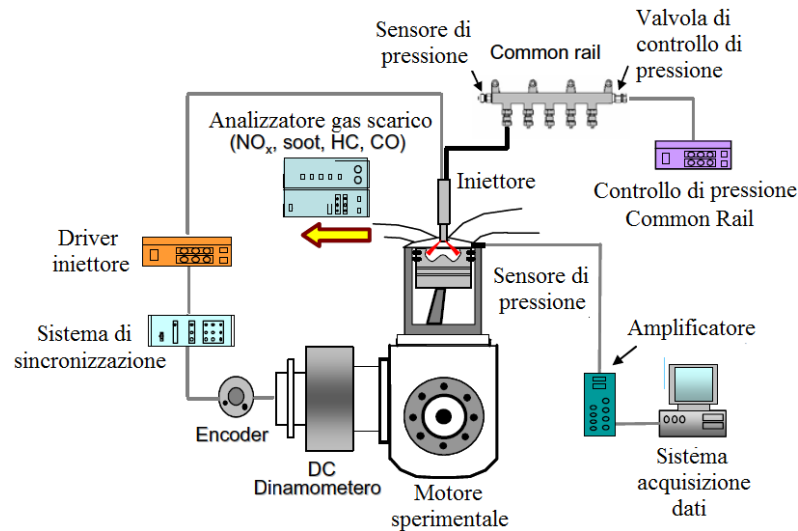 Sensore di
pressione
Common rail
Valvola di
controllo di
pressione
Analizzatore gas scarico
(NOx, soot, HC, CO)
Iniettore
Controllo di pressione
Common Rail
Driver
iniettore
Sensore di
pressione
Sistema di
sincronizzazione
Amplificatore
Encoder
DC
Dinamometero
Motore
sperimentale
Sistema
acquisizione
dati